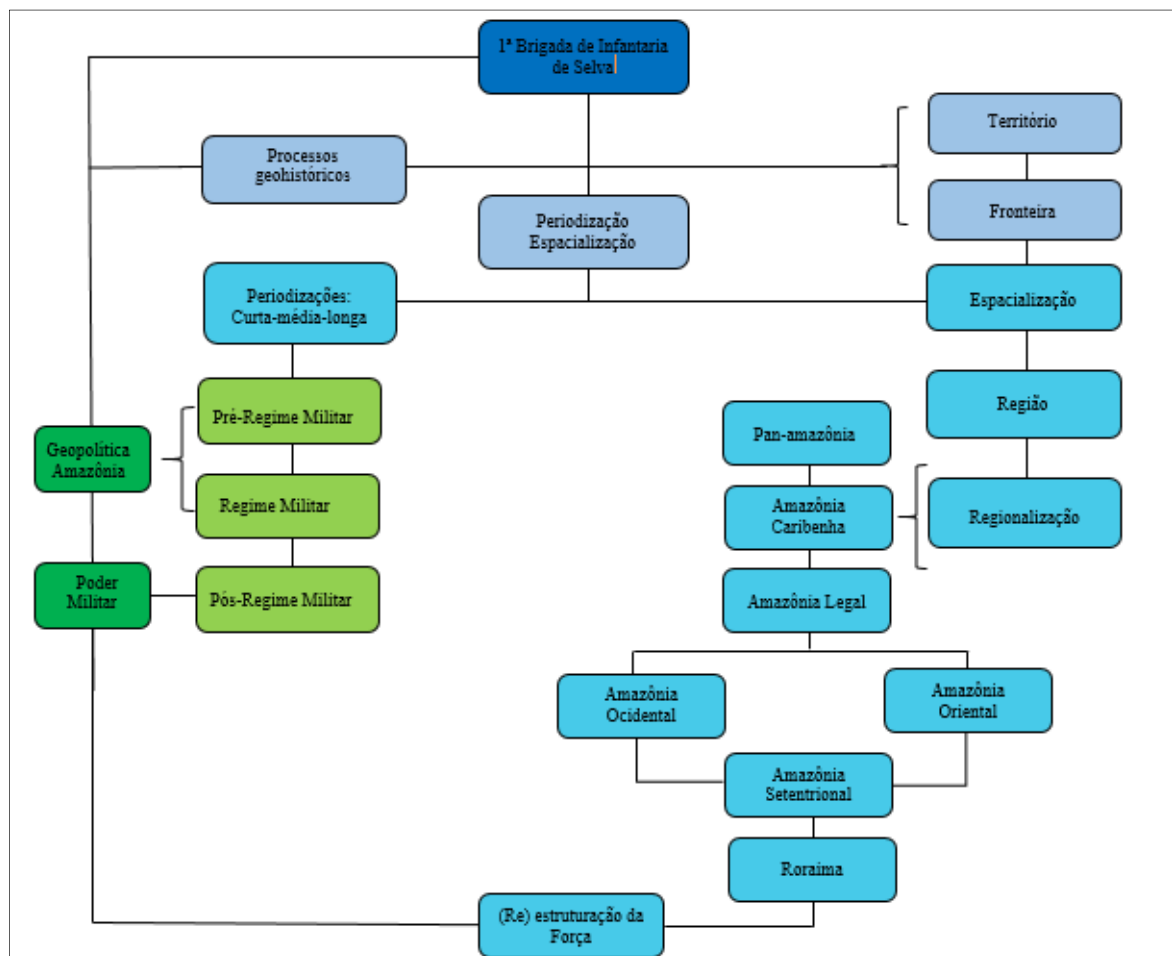 1ª Brigada de Infantaria
de Selva
Território
Processos
geohistóricos
Fronteira
Periodização
Espacialização
Periodizações:
Curta-média-longa
Espacialização
Pré-Regime Militar
Região
Geopolítica
Amazônia
Pan-amazônia
Regime Militar
Amazônia
Caribenha
Regionalização
Poder
Militar
Pós-Regime Militar
Amazônia Legal
Amazônia
Ocidental
Amazônia
Oriental
Amazônia
Setentrional
Roraima
(Re) estruturação da
Força